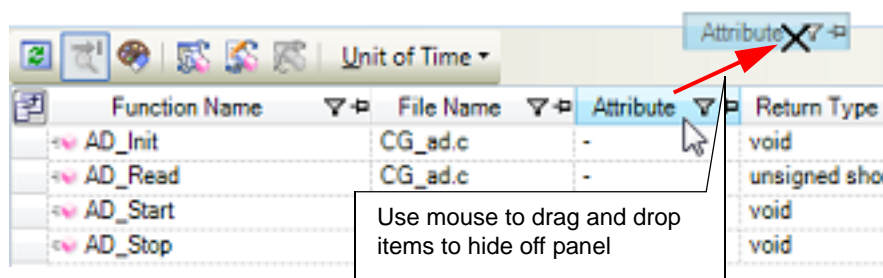 Attribute
Unit of Time
Function Name File Name Attribute Return Type
AD_Init CG_ad.c - void
AD_Read CG_ad.c - unsigned sho
AD_Start void
AD_Stop void
Use mouse to drag and drop
items to hide off panel